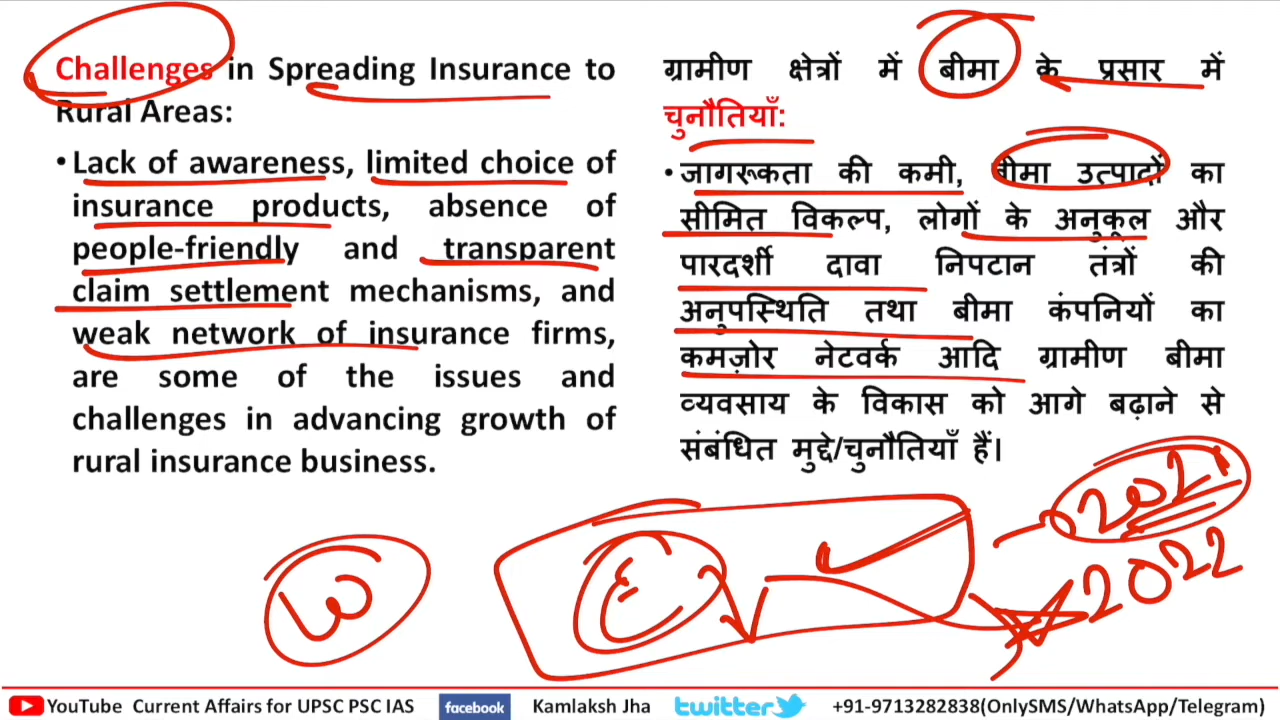 Challenges in Spreading Insurance to
Rural Areas:
• Lack of awareness, limited choice of
insurance products, absence of
people-friendly and transparent
claim settlement mechanisms, and
weak network of insurance firms,
are some of the issues and
challenges in advancing growth of
rural insurance business.
ग्रामीण क्षेत्रों में बीमा के प्रसार में
चुनौतियाँ:
• जागरूकता की कमी, बीमा उत्पादों का
सीमित विकल्प, लोगों के अनुकूल और
पारदर्शी दावा निपटान तंत्रों की
अनुपस्थिति तथा बीमा कंपनियों का
कमज़ोर नेटवर्क आदि ग्रामीण बीमा
व्यवसाय के विकास को आगे बढ़ाने से
संबंधित मुद्दे/चुनौतियाँ हैं।
2021
2022
YouTube Current Affairs for UPSC PSC IAS facebook Kamlaksh Jha twitter +91-9713282838(OnlySMS/WhatsApp/Telegram)